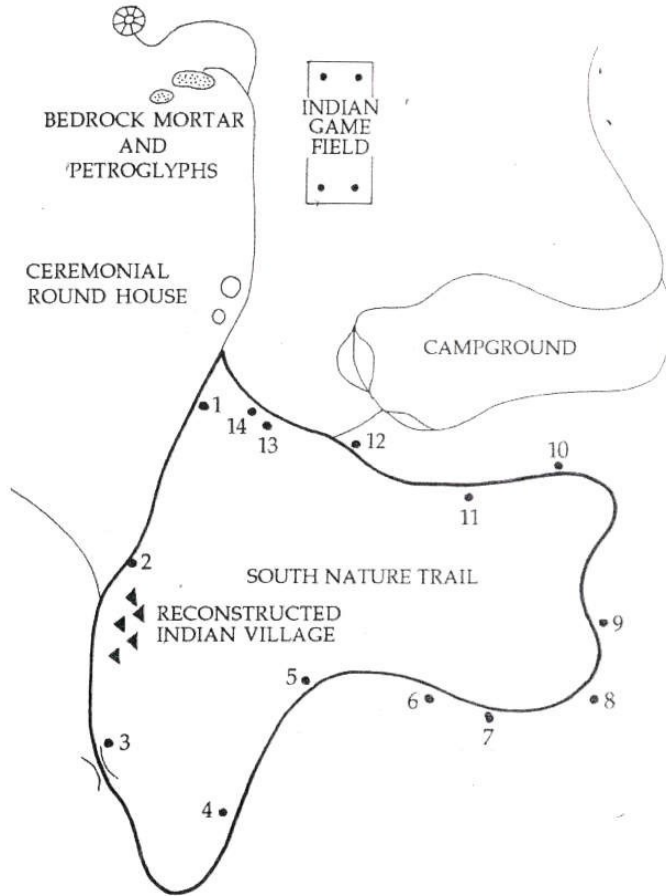 INDIAN
GAME
FIELD
BEDROCK MORTAR
AND
PETROGLYPHS
CEREMONIAL
ROUND HOUSE
CAMPGROUND
1
14
13
12
10
11
2
SOUTH NATURE TRAIL
RECONSTRUCTED
INDIAN VILLAGE
9
5
6
8
7
3
4